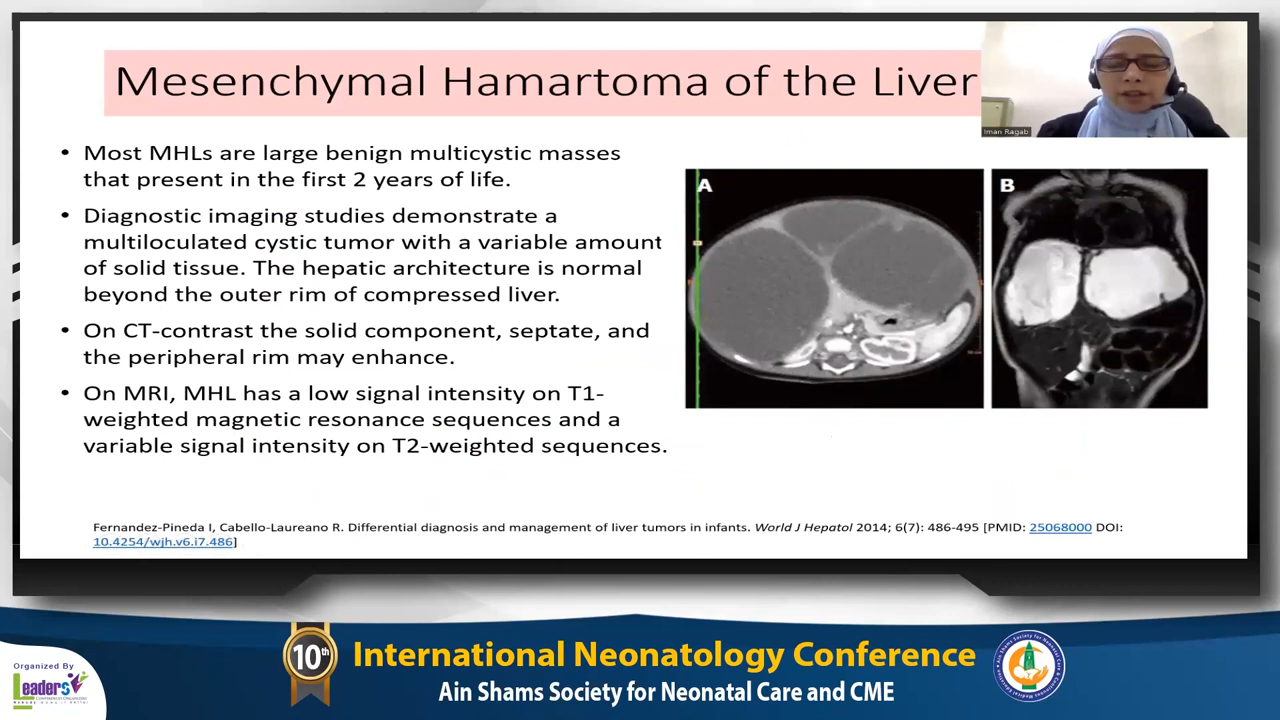 Mesenchymal Hamartoma of the Liver
Iman Ragab
• Most MHLs are large benign multicystic masses
that present in the first 2 years of life.
• Diagnostic imaging studies demonstrate a
multiloculated cystic tumor with a variable amount
of solid tissue. The hepatic architecture is normal
beyond the outer rim of compressed liver.
• On CT-contrast the solid component, septate, and
the peripheral rim may enhance.
• On MRI, MHL has a low signal intensity on T1-
weighted magnetic resonance sequences and a
variable signal intensity on T2-weighted sequences.
A
B
Fernandez-Pineda I, Cabello-Laureano R. Differential diagnosis and management of liver tumors in infants. World J Hepatol 2014; 6(7): 486-495 [PMID: 25068000 DOI:
10.4254/wjh.v6.i7.486]
Organized By
Leaders
10th
International Neonatology Conference
Ain Shams Society for Neonatal Care and CME